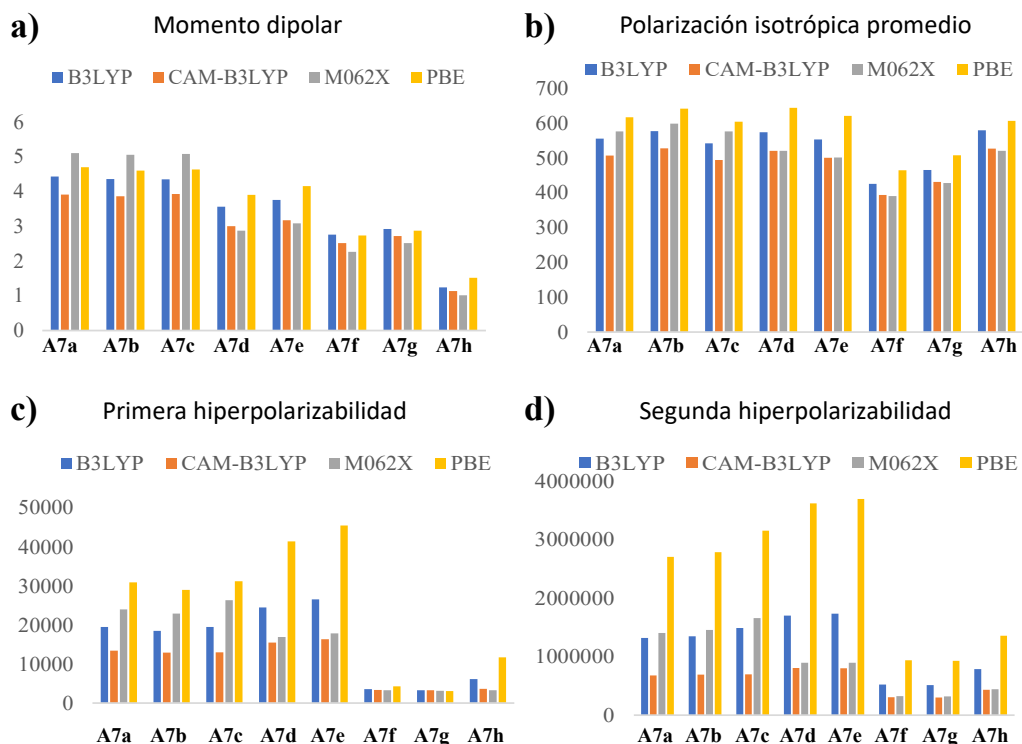 a) Momento dipolar
B3LYP CAM-B3LYP M062X PBE
6
5
4
3
2
1
0
A7a A7b A7c A7d A7e A7f A7g A7h
b) Polarización isotrópica promedio
B3LYP CAM-B3LYP M062X PBE
700
600
500
400
300
200
100
0
A7a A7b A7c A7d A7e A7f A7g A7h
c) Primera hiperpolarizabilidad
B3LYP CAM-B3LYP M062X PBE
50000
40000
30000
20000
10000
0
A7a A7b A7c A7d A7e A7f A7g A7h
d) Segunda hiperpolarizabilidad
B3LYP CAM-B3LYP M062X PBE
4000000
3000000
2000000
1000000
0
A7a A7b A7c A7d A7e A7f A7g A7h